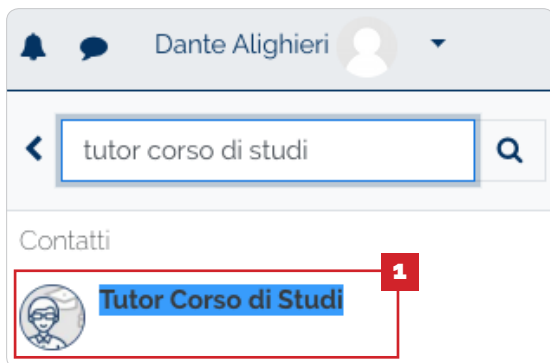 Dante Alighieri
tutor corso di studi
Contatti
1
Tutor Corso di Studi